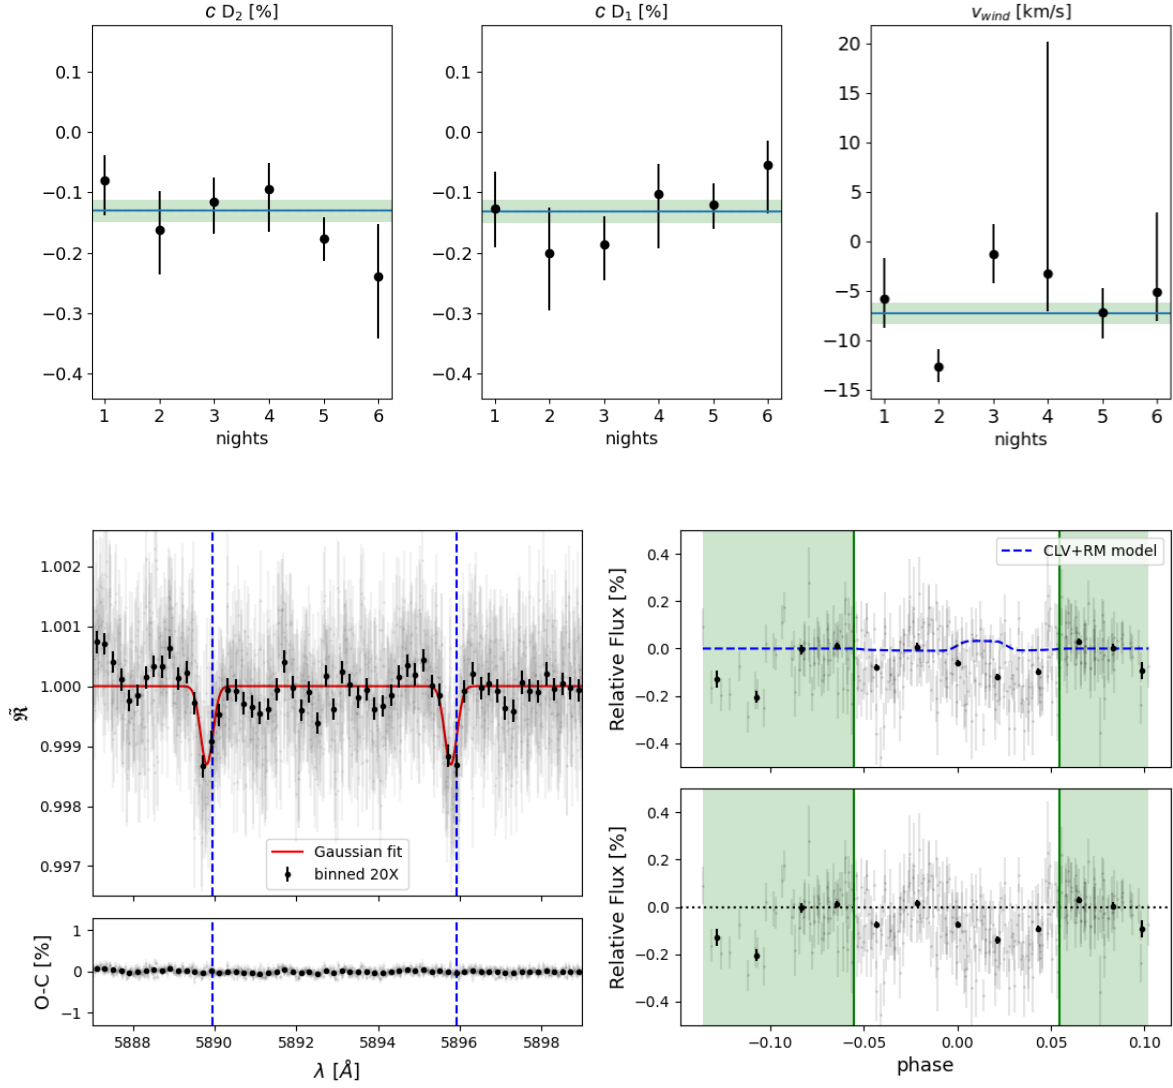 c D₂ [%]
0.1
0.0
−0.1
−0.2
−0.3
−0.4
1 2 3 4 5 6
nights
c D₁ [%]
0.1
0.0
−0.1
−0.2
−0.3
−0.4
1 2 3 4 5 6
nights
v_wind [km/s]
20
15
10
5
0
−5
−10
−15
1 2 3 4 5 6
nights
ℜ̃
1.002
1.001
1.000
0.999
0.998
0.997
Gaussian fit
binned 20X
O-C [%]
1
0
−1
5888 5890 5892 5894 5896 5898
λ [Å]
Relative Flux [%]
0.4
0.2
0.0
−0.2
−0.4
CLV+RM model
Relative Flux [%]
0.4
0.2
0.0
−0.2
−0.4
−0.10 −0.05 0.00 0.05 0.10
phase